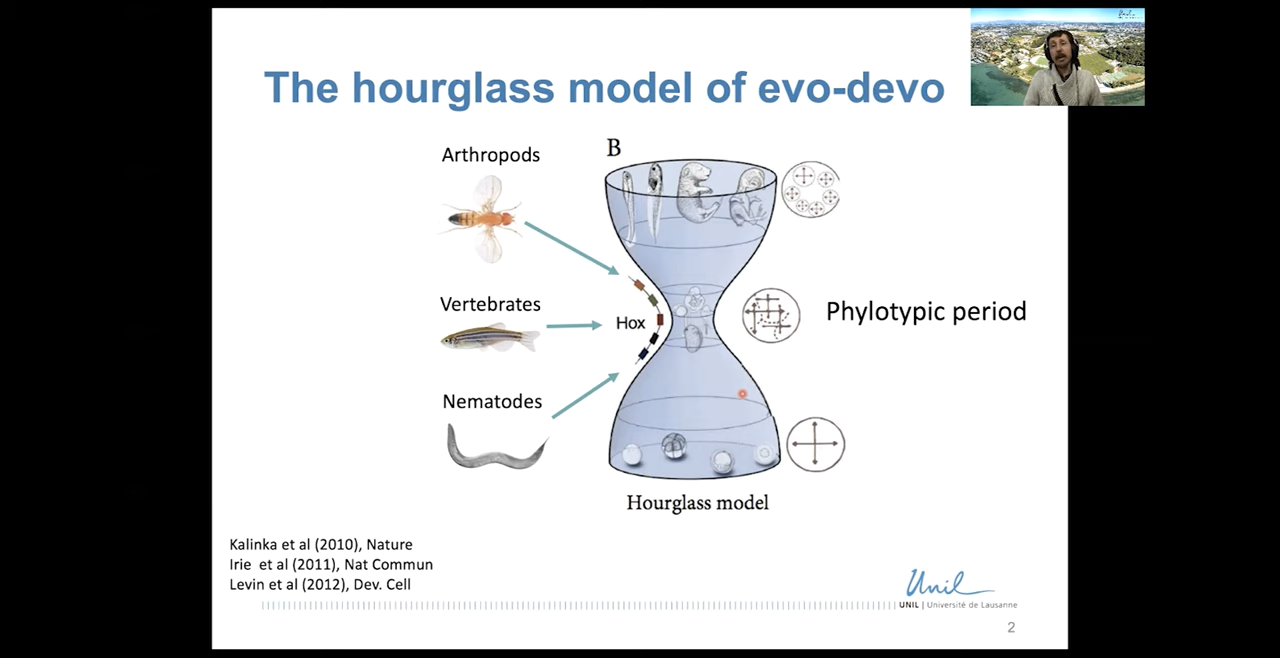 The hourglass model of evo-devo
Arthropods
B
Vertebrates
Hox
Phylotypic period
Nematodes
Hourglass model
Kalinka et al (2010), Nature
Irie et al (2011), Nat Commun
Levin et al (2012), Dev. Cell
Unil
UNIL | Université de Lausanne
2